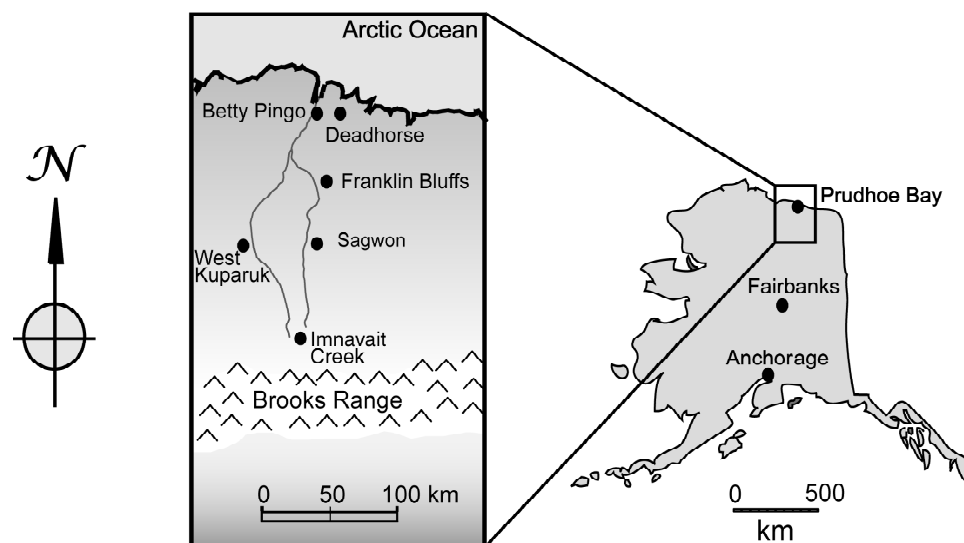 Arctic Ocean
Betty Pingo
Deadhorse
N
Franklin Bluffs
Prudhoe Bay
Sagwon
West
Kuparuk
Fairbanks
Imnavait
Creek
Anchorage
Brooks Range
0 50 100 km
0 500
km